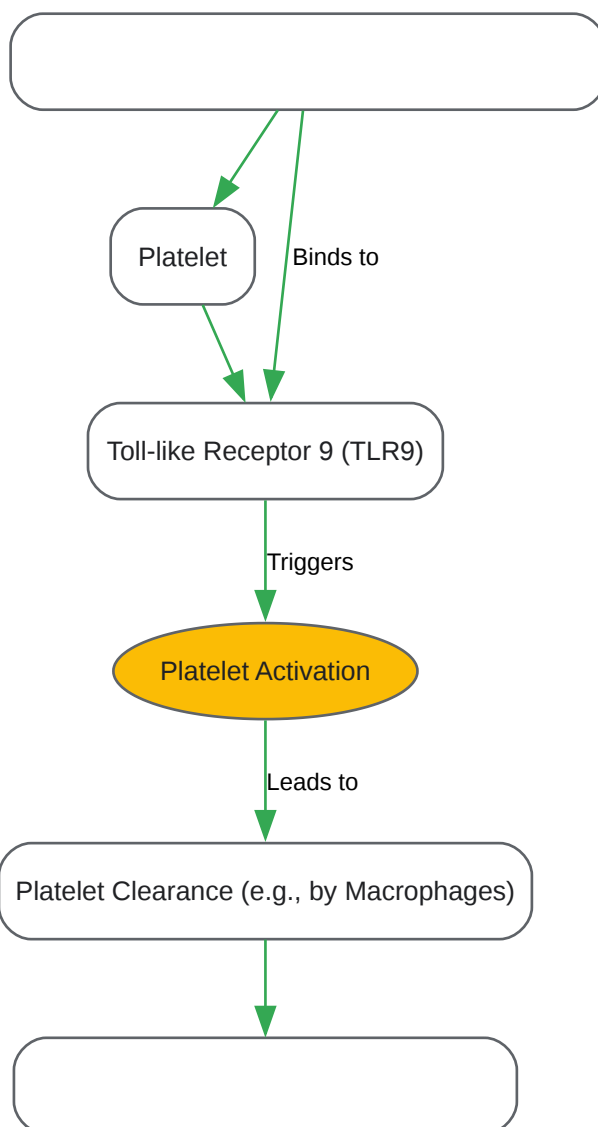 Platelet
Binds to
Toll-like Receptor 9 (TLR9)
Triggers
Platelet Activation
Leads to
Platelet Clearance (e.g., by Macrophages)